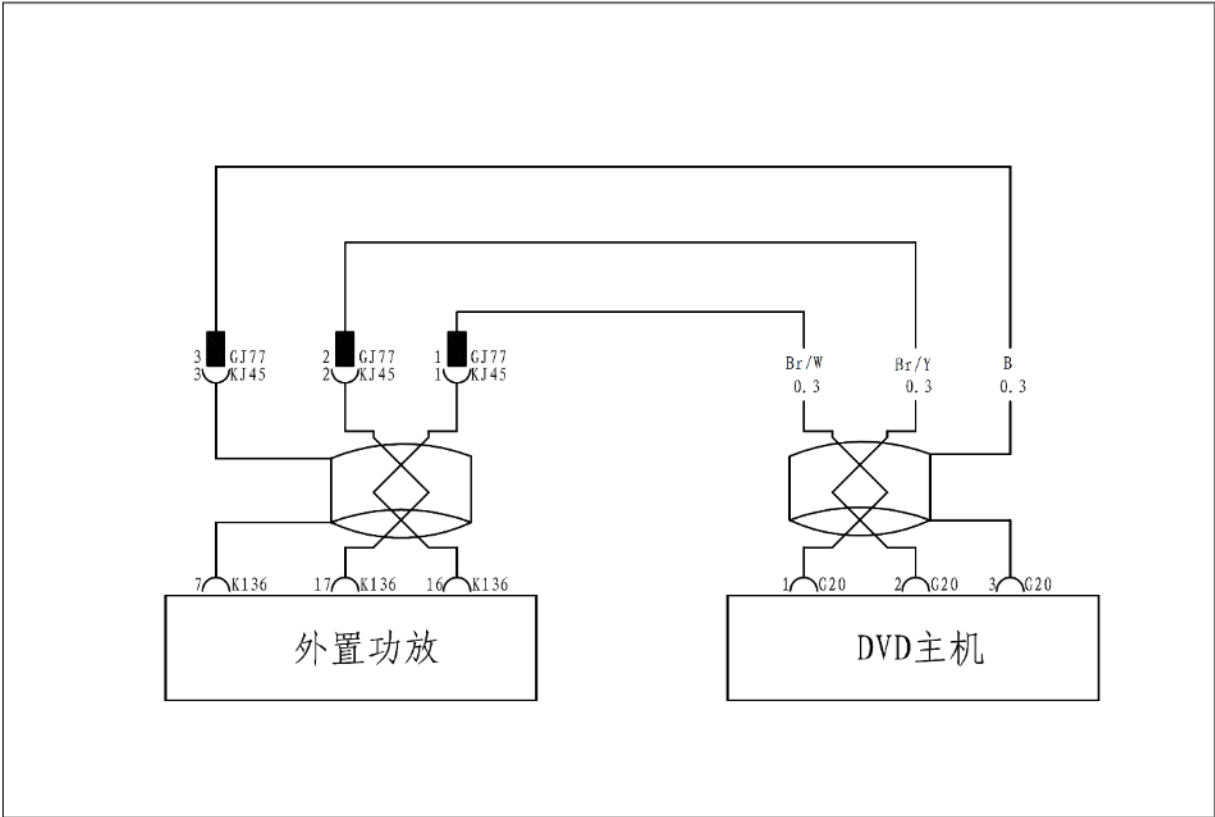 3 GJ77 2 GJ77 1 GJ77 Br/W Br/Y B
3 KJ45 2 KJ45 1 KJ45 0.3 0.3 0.3
7 K136 17 K136 16 K136 1 G20 2 G20 3 G20
外置功放 DVD主机